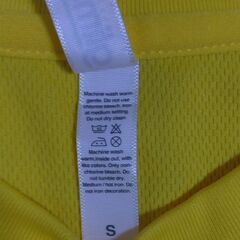 Machine wash warm
gentle. Do not use
chlorine bleach. Iron
at medium setting.
Do not dry clean
Machine wash
warm, inside out, with
like colors. Only non-
chlorine bleach. Tumble dry
Medium / hot iron. Do not
iron decoration.
S